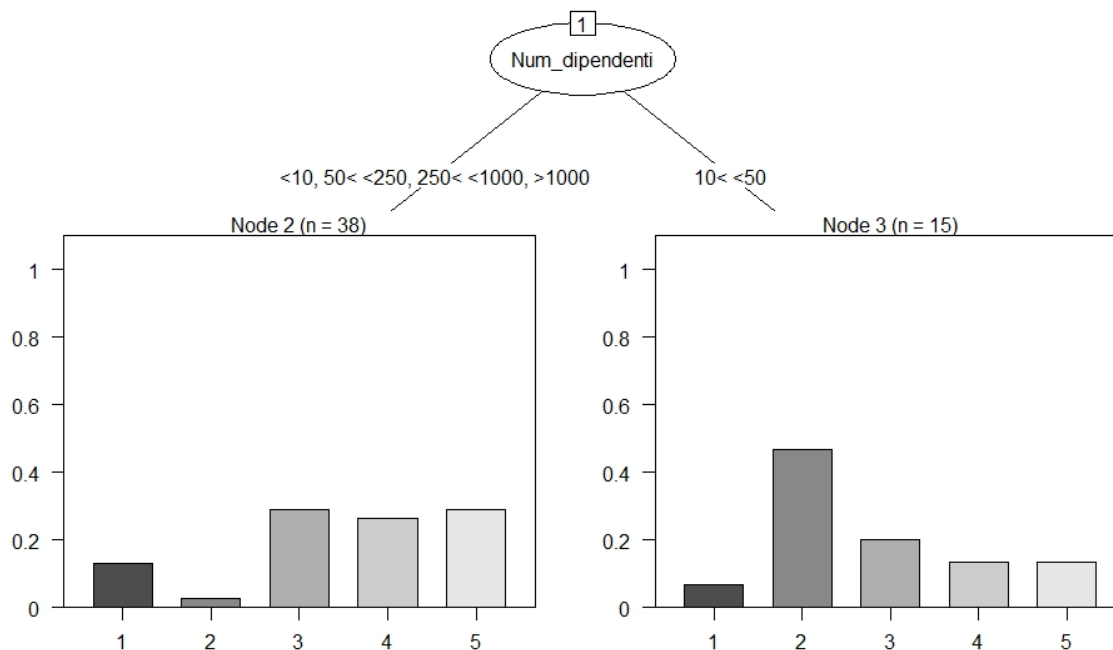 1
Num_dipendenti
<10, 50< <250, 250< <1000, >1000
10< <50
Node 2 (n = 38)
1
0.8
0.6
0.4
0.2
0
1 2 3 4 5
Node 3 (n = 15)
1
0.8
0.6
0.4
0.2
0
1 2 3 4 5